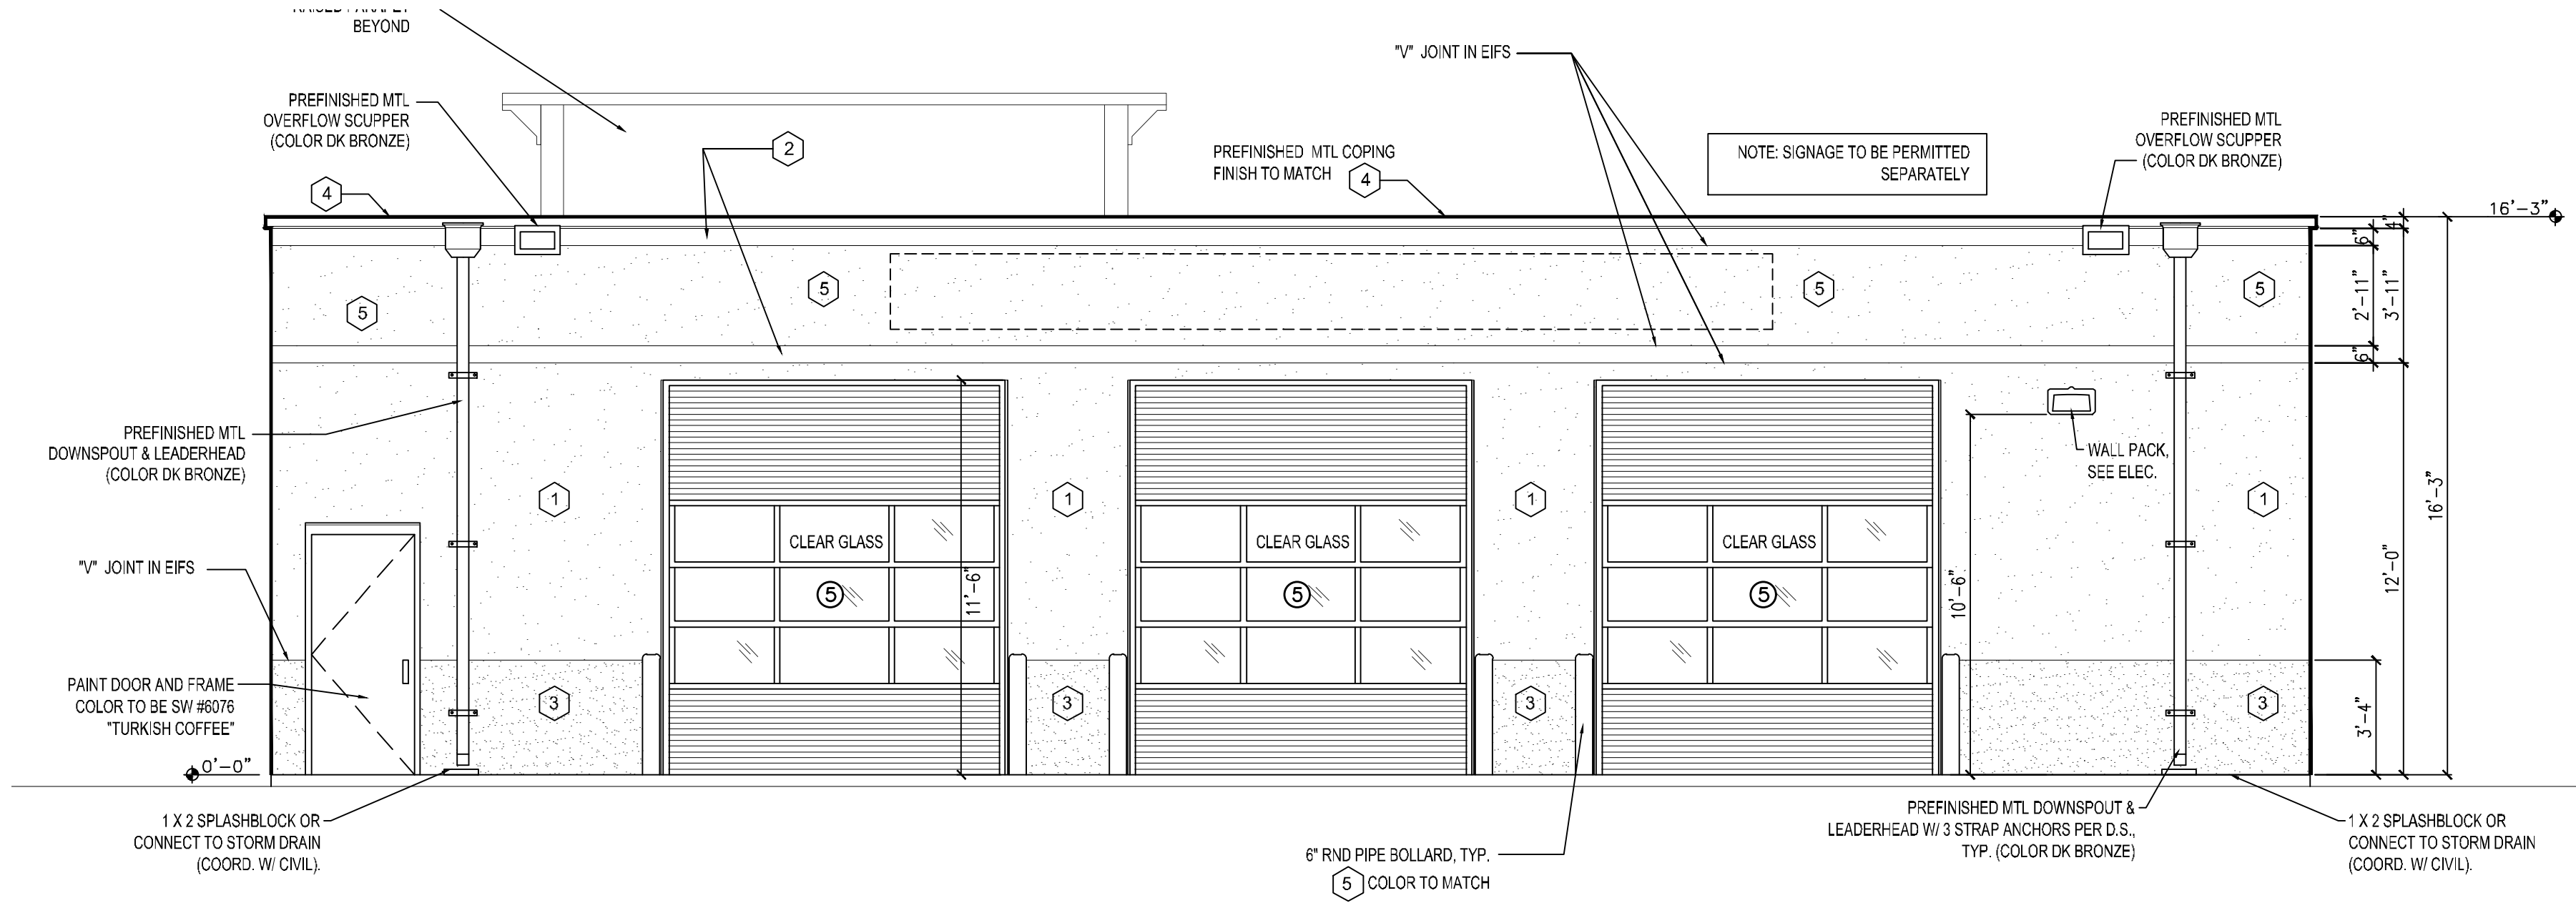 BEYOND
"V" JOINT IN EIFS
PREFINISHED MTL
OVERFLOW SCUPPER
(COLOR DK BRONZE)
2
4
PREFINISHED MTL COPING
FINISH TO MATCH
4
NOTE: SIGNAGE TO BE PERMITTED
SEPARATELY
PREFINISHED MTL
OVERFLOW SCUPPER
(COLOR DK BRONZE)
16'-3"
4"
6"
2'-11"
3'-11"
6"
5
5
5
5
PREFINISHED MTL
DOWNSPOUT & LEADERHEAD
(COLOR DK BRONZE)
1
1
1
1
WALL PACK,
SEE ELEC.
16'-3"
12'-0"
10'-6"
11'-6"
CLEAR GLASS
5
CLEAR GLASS
5
CLEAR GLASS
5
"V" JOINT IN EIFS
PAINT DOOR AND FRAME
COLOR TO BE SW #6076
"TURKISH COFFEE"
3
3
3
3
3'-4"
0'-0"
1 X 2 SPLASHBLOCK OR
CONNECT TO STORM DRAIN
(COORD. W/ CIVIL).
6" RND PIPE BOLLARD, TYP.
5 COLOR TO MATCH
PREFINISHED MTL DOWNSPOUT &
LEADERHEAD W/ 3 STRAP ANCHORS PER D.S.,
TYP. (COLOR DK BRONZE)
1 X 2 SPLASHBLOCK OR
CONNECT TO STORM DRAIN
(COORD. W/ CIVIL).